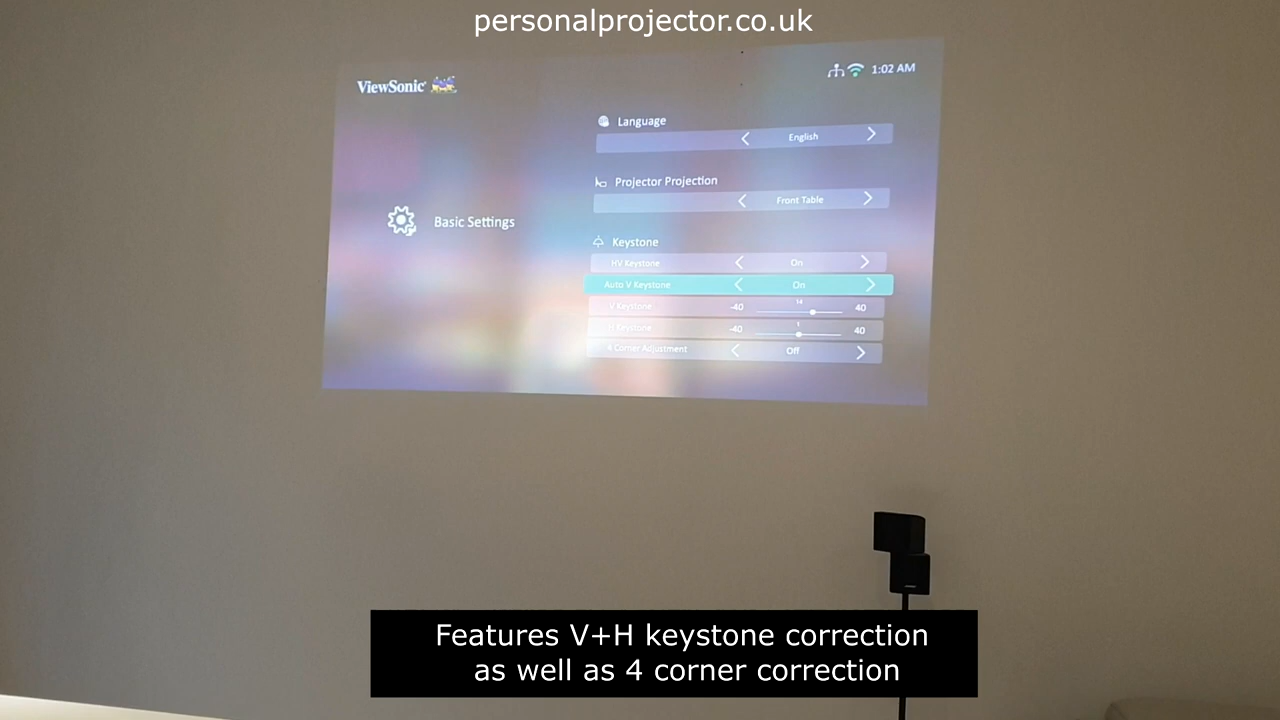 personalprojector.co.uk
ViewSonic
1:02 AM
Language
English
Projector Projection
Front Table
Basic Settings
Keystone
HV Keystone On
Auto V Keystone On
V Keystone -40 14 40
H Keystone -40 1 40
4 Corner Adjustment Off
Features V+H keystone correction
as well as 4 corner correction